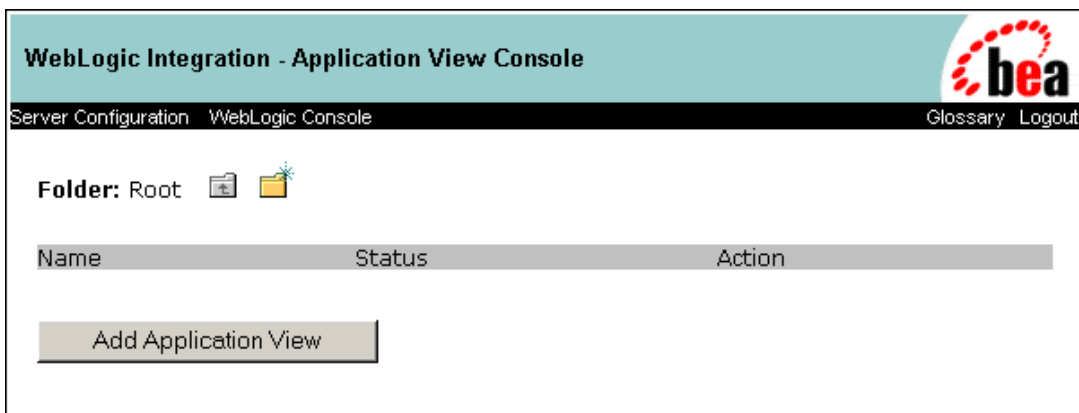 WebLogic Integration - Application View Console
bea
Server Configuration WebLogic Console Glossary Logout
Folder: Root
Name Status Action
Add Application View